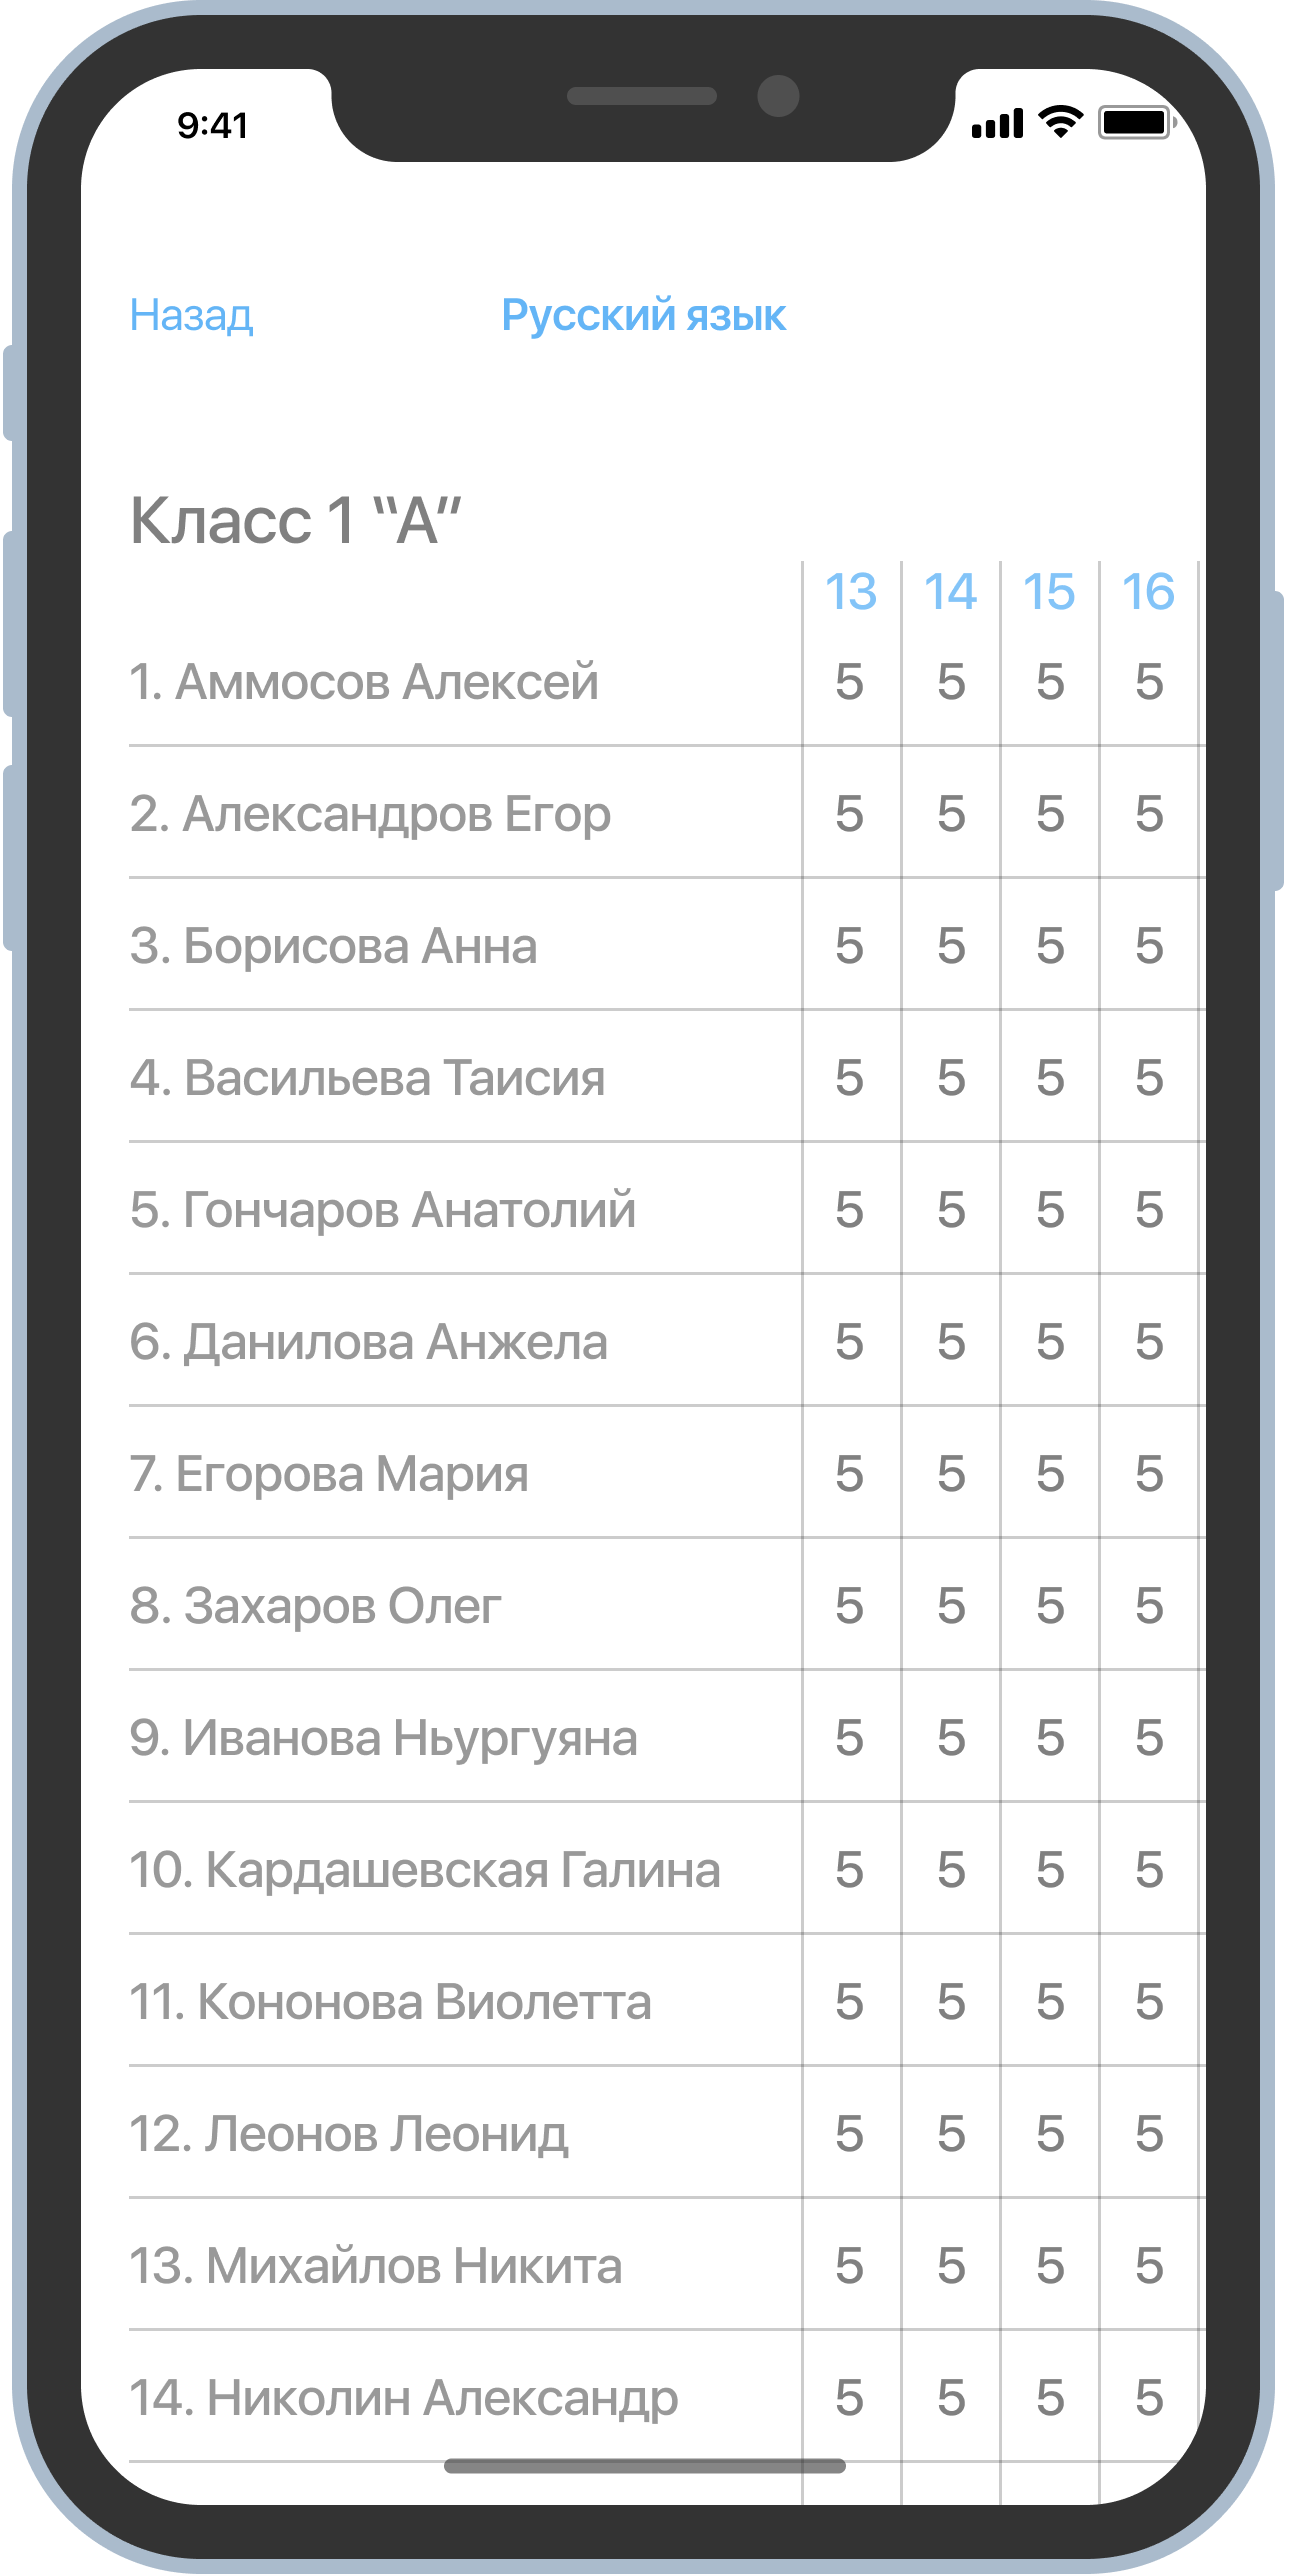 9:41
Назад Русский язык
Класс 1 “А”
13 14 15 16
1. Аммосов Алексей 5 5 5 5
2. Александров Егор 5 5 5 5
3. Борисова Анна 5 5 5 5
4. Васильева Таисия 5 5 5 5
5. Гончаров Анатолий 5 5 5 5
6. Данилова Анжела 5 5 5 5
7. Егорова Мария 5 5 5 5
8. Захаров Олег 5 5 5 5
9. Иванова Ньургуяна 5 5 5 5
10. Кардашевская Галина 5 5 5 5
11. Кононова Виолетта 5 5 5 5
12. Леонов Леонид 5 5 5 5
13. Михайлов Никита 5 5 5 5
14. Николин Александр 5 5 5 5